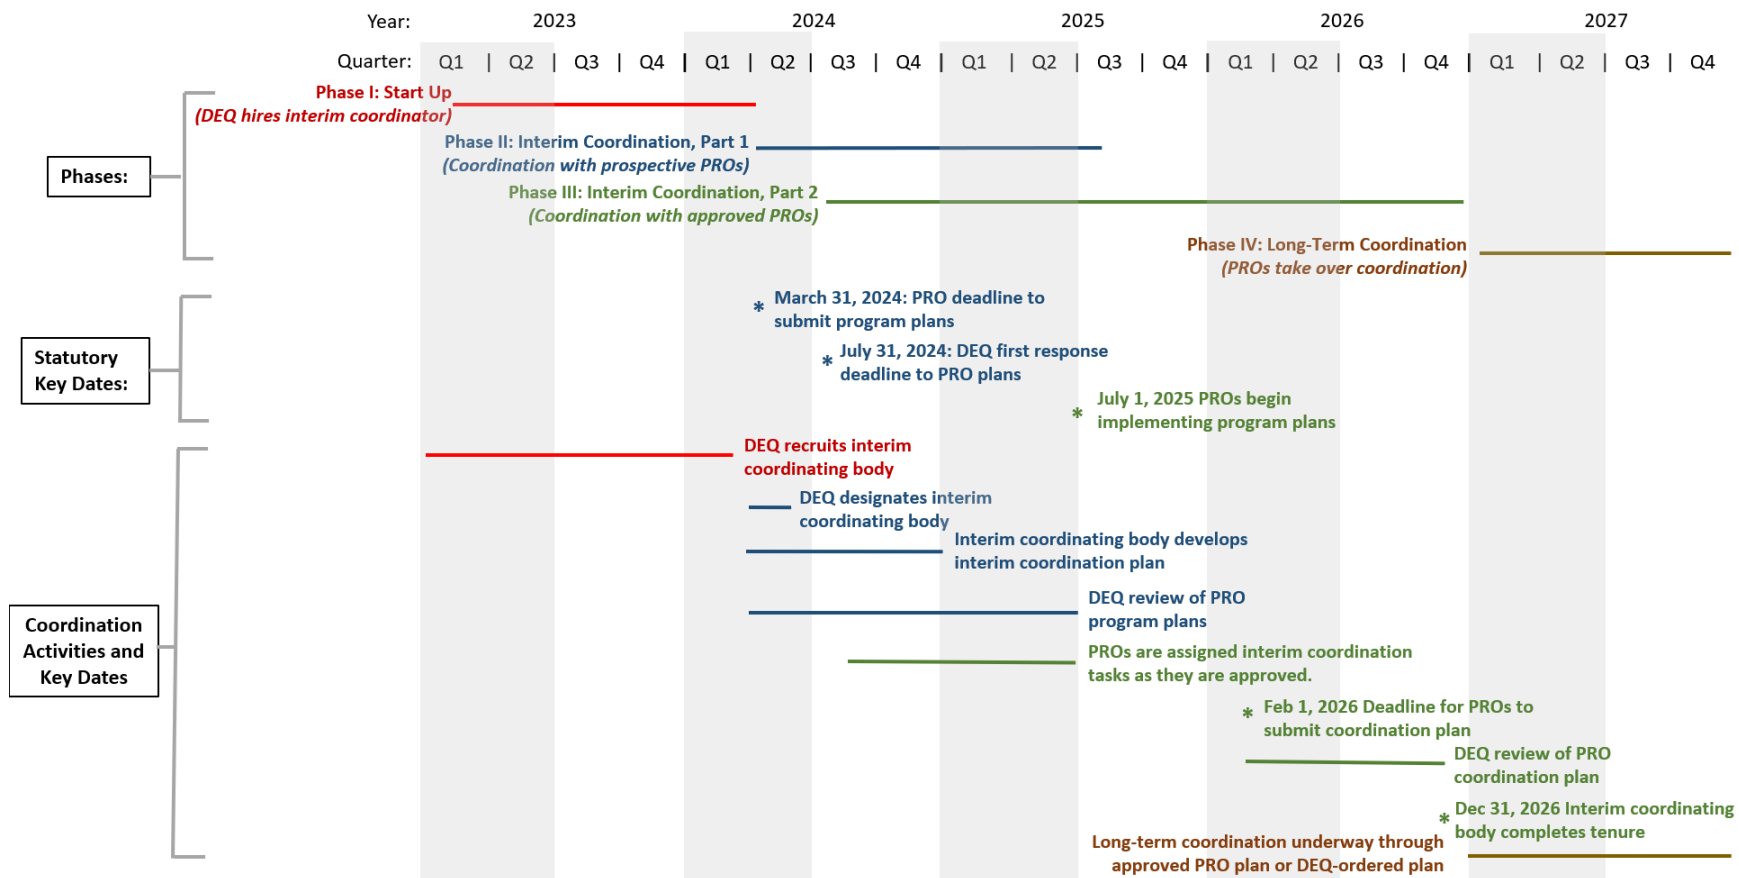 Year: 2023 2024 2025 2026 2027
Quarter: Q1 | Q2 | Q3 | Q4 | Q1 | Q2 | Q3 | Q4 | Q1 | Q2 | Q3 | Q4 | Q1 | Q2 | Q3 | Q4 | Q1 | Q2 | Q3 | Q4
Phases:
Phase I: Start Up
(DEQ hires interim coordinator)
Phase II: Interim Coordination, Part 1
(Coordination with prospective PROs)
Phase III: Interim Coordination, Part 2
(Coordination with approved PROs)
Phase IV: Long-Term Coordination
(PROs take over coordination)
Statutory
Key Dates:
* March 31, 2024: PRO deadline to
submit program plans
* July 31, 2024: DEQ first response
deadline to PRO plans
* July 1, 2025 PROs begin
implementing program plans
Coordination
Activities and
Key Dates
DEQ recruits interim
coordinating body
DEQ designates interim
coordinating body
Interim coordinating body develops
interim coordination plan
DEQ review of PRO
program plans
PROs are assigned interim coordination
tasks as they are approved.
* Feb 1, 2026 Deadline for PROs to
submit coordination plan
DEQ review of PRO
coordination plan
* Dec 31, 2026 Interim coordinating
body completes tenure
Long-term coordination underway through
approved PRO plan or DEQ-ordered plan